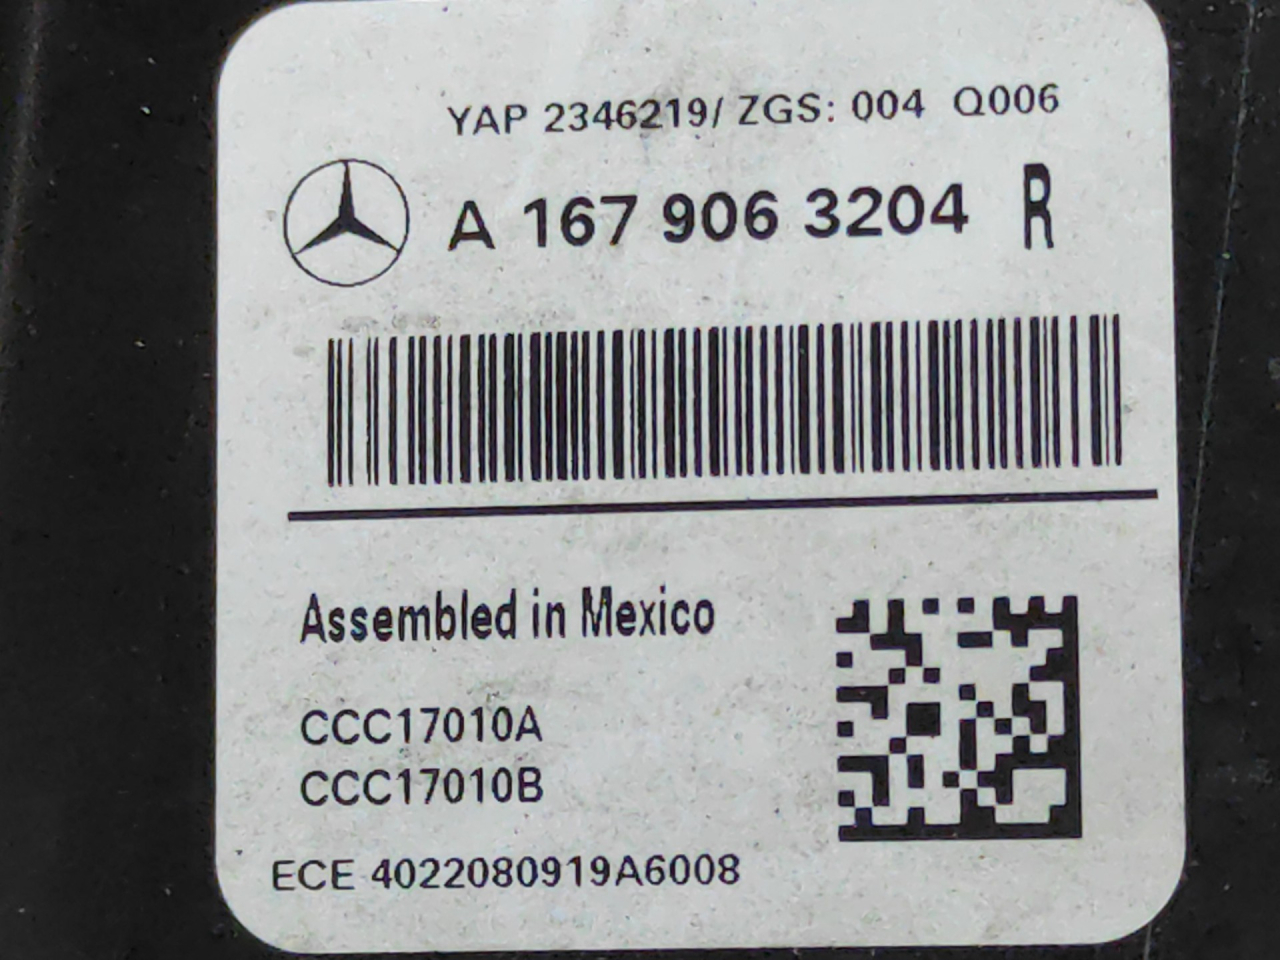 YAP 2346219/ ZGS: 004 Q006
A 167 906 3204 R
Assembled in Mexico
CCC17010A
CCC17010B
ECE 4022080919A6008